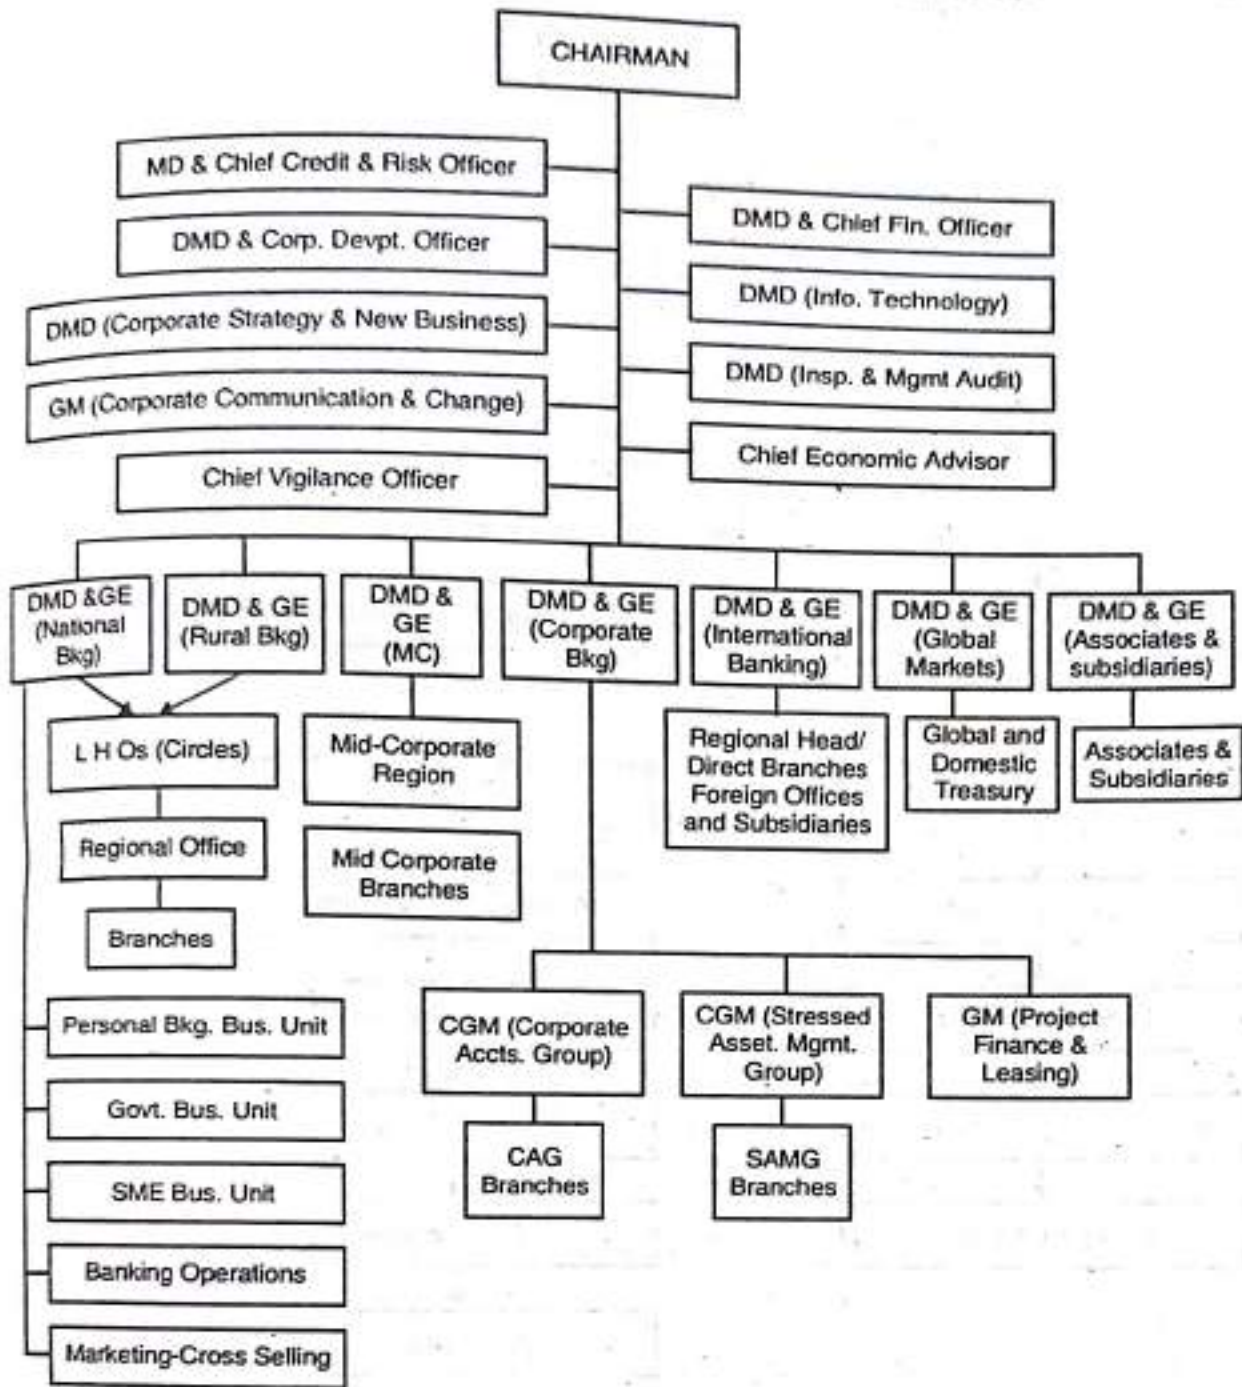 CHAIRMAN
MD & Chief Credit & Risk Officer
DMD & Chief Fin. Officer
DMD & Corp. Devpt. Officer
DMD (Info. Technology)
DMD (Corporate Strategy & New Business)
DMD (Insp. & Mgmt Audit)
GM (Corporate Communication & Change)
Chief Economic Advisor
Chief Vigilance Officer
DMD &GE
(National
Bkg)
DMD & GE
(Rural Bkg)
DMD &
GE
(MC)
DMD & GE
(Corporate
Bkg)
DMD & GE
(International
Banking)
DMD & GE
(Global
Markets)
DMD & GE
(Associates &
subsidiaries)
L H Os (Circles)
Mid-Corporate
Region
Regional Head/
Direct Branches
Foreign Offices
and Subsidiaries
Global and
Domestic
Treasury
Associates &
Subsidiaries
Regional Office
Mid Corporate
Branches
Branches
Personal Bkg. Bus. Unit
Govt. Bus. Unit
SME Bus. Unit
Banking Operations
Marketing-Cross Selling
CGM (Corporate
Accts. Group)
CGM (Stressed
Asset. Mgmt.
Group)
GM (Project
Finance &
Leasing)
CAG
Branches
SAMG
Branches